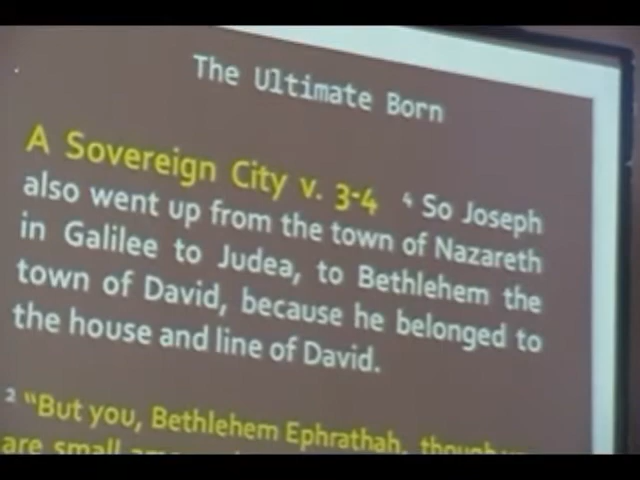 The Ultimate Born
A Sovereign City v. 3-4 4 So Joseph
also went up from the town of Nazareth
in Galilee to Judea, to Bethlehem the
town of David, because he belonged to
the house and line of David.
2 "But you, Bethlehem Ephrathah, though
are small